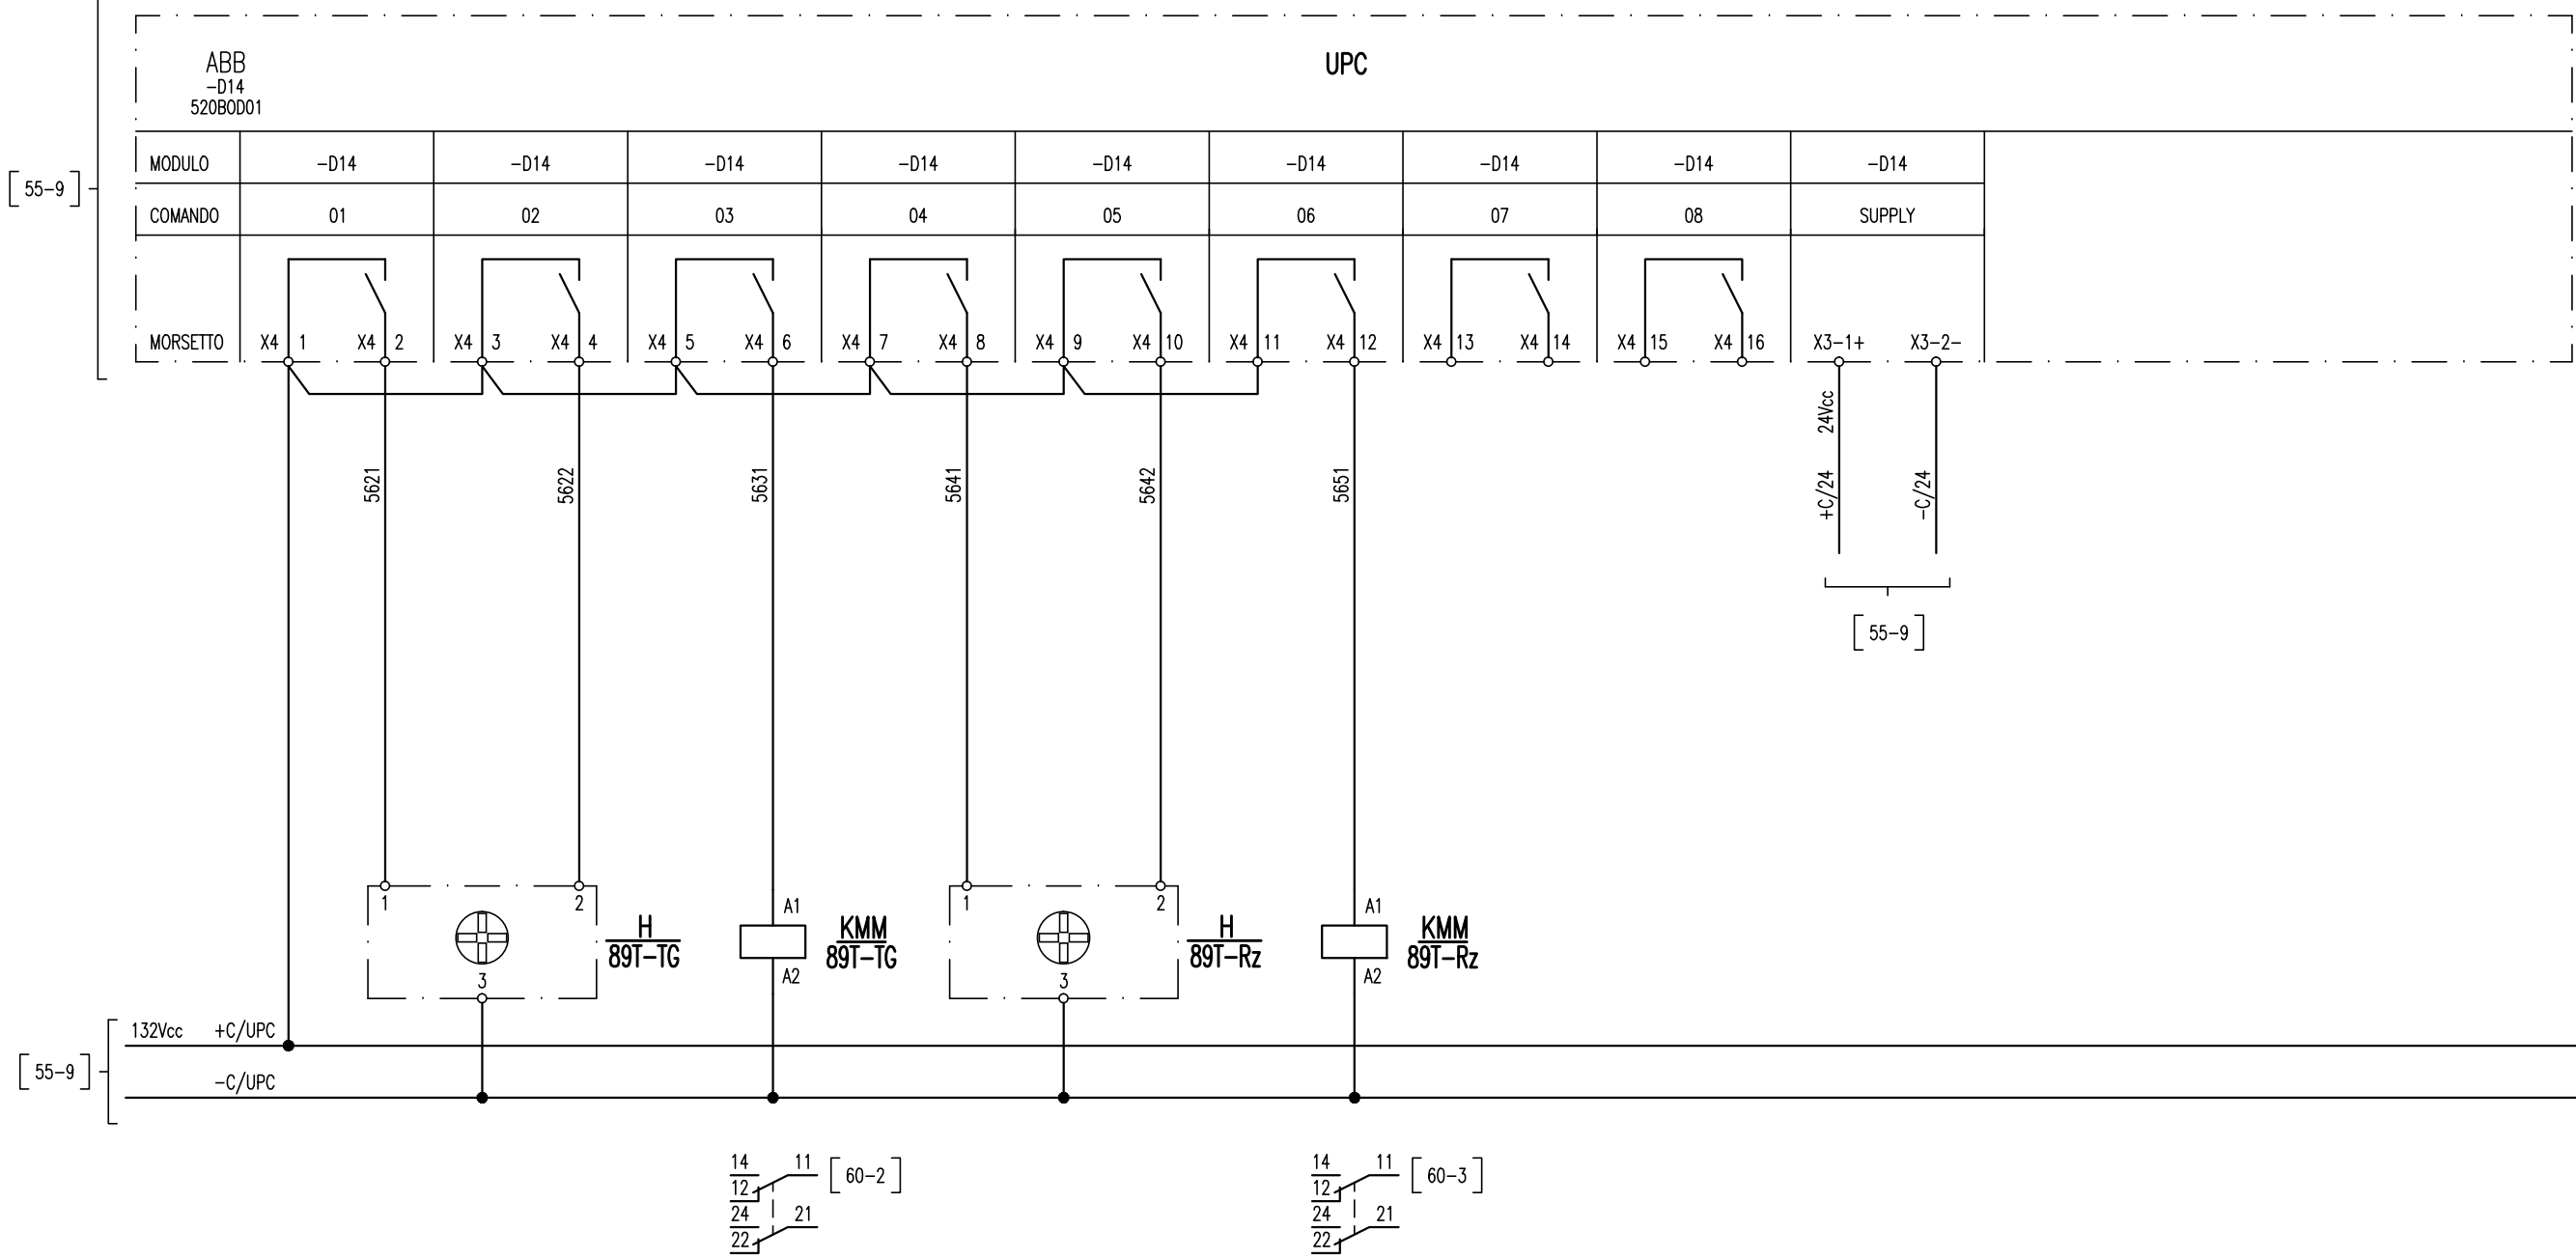 UPC
ABB
-D14
520BOD01
[55-9]
MODULO -D14 -D14 -D14 -D14 -D14 -D14 -D14 -D14 -D14
COMANDO 01 02 03 04 05 06 07 08 SUPPLY
MORSETTO X4 1 X4 2 X4 3 X4 4 X4 5 X4 6 X4 7 X4 8 X4 9 X4 10 X4 11 X4 12 X4 13 X4 14 X4 15 X4 16 X3-1+ X3-2-
5621
5622
5631
5641
5642
5651
+C/24 24Vcc
-C/24
[55-9]
1 2
3
H
89T-TG
A1
A2
KMM
89T-TG
1 2
3
H
89T-Rz
A1
A2
KMM
89T-Rz
132Vcc +C/UPC
[55-9]
-C/UPC
14 11 [60-2]
12
24 21
22
14 11 [60-3]
12
24 21
22